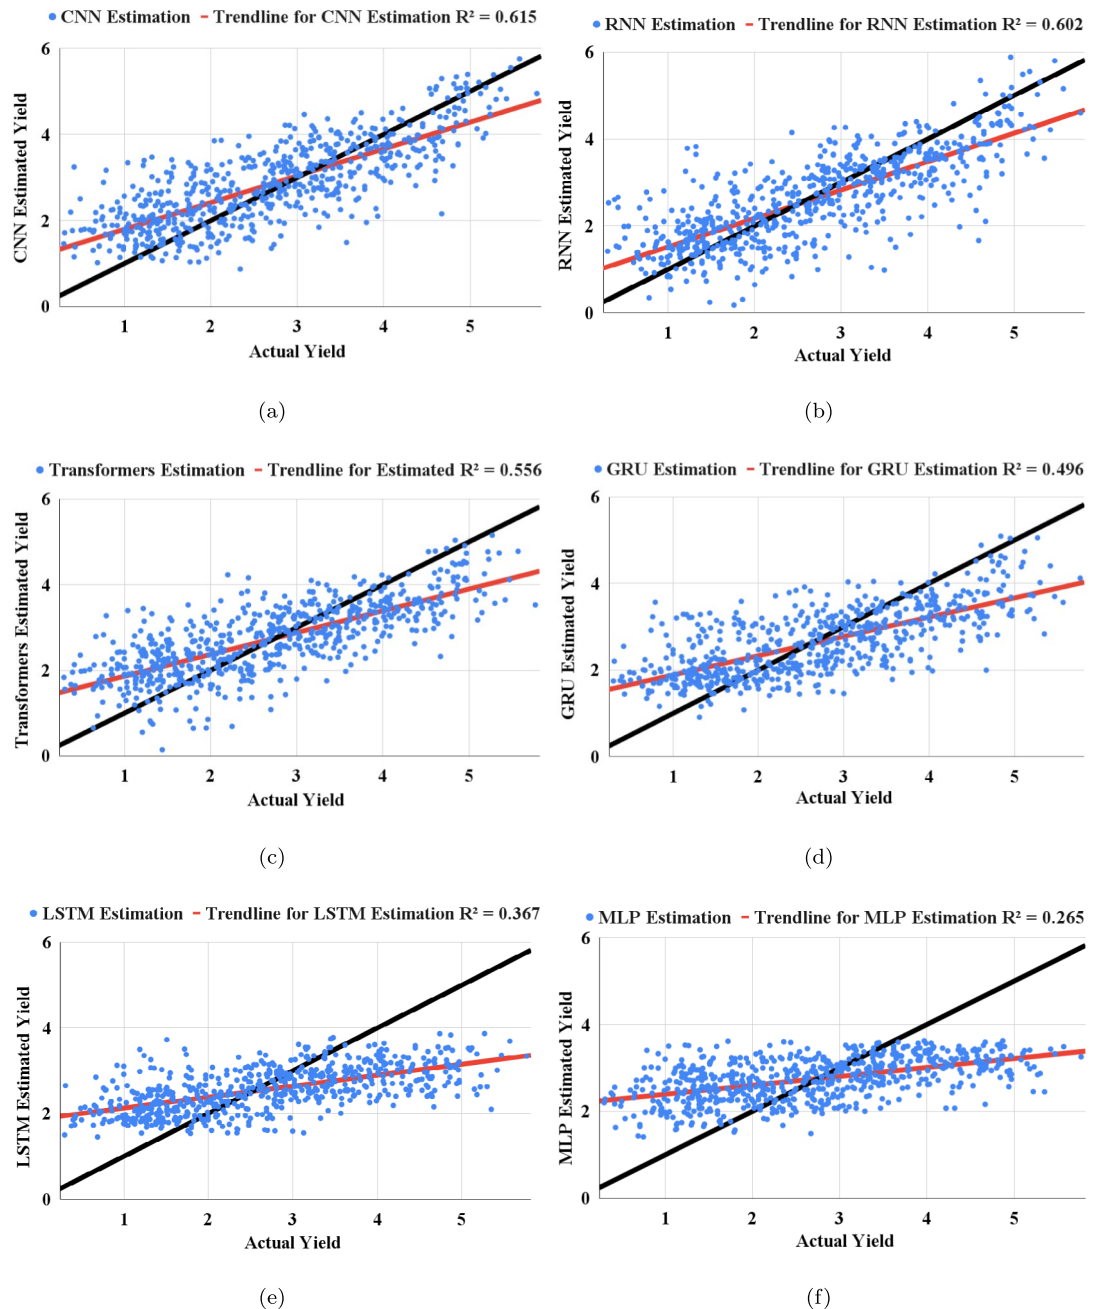 CNN Estimation Trendline for CNN Estimation R² = 0.615
6
4
2
0
CNN Estimated Yield
1 2 3 4 5
Actual Yield
(a)
RNN Estimation Trendline for RNN Estimation R² = 0.602
6
4
2
0
RNN Estimated Yield
1 2 3 4 5
Actual Yield
(b)
Transformers Estimation Trendline for Estimated R² = 0.556
6
4
2
0
Transformers Estimated Yield
1 2 3 4 5
Actual Yield
(c)
GRU Estimation Trendline for GRU Estimation R² = 0.496
6
4
2
0
GRU Estimated Yield
1 2 3 4 5
Actual Yield
(d)
LSTM Estimation Trendline for LSTM Estimation R² = 0.367
6
4
2
0
LSTM Estimated Yield
1 2 3 4 5
Actual Yield
(e)
MLP Estimation Trendline for MLP Estimation R² = 0.265
6
4
2
0
MLP Estimated Yield
1 2 3 4 5
Actual Yield
(f)